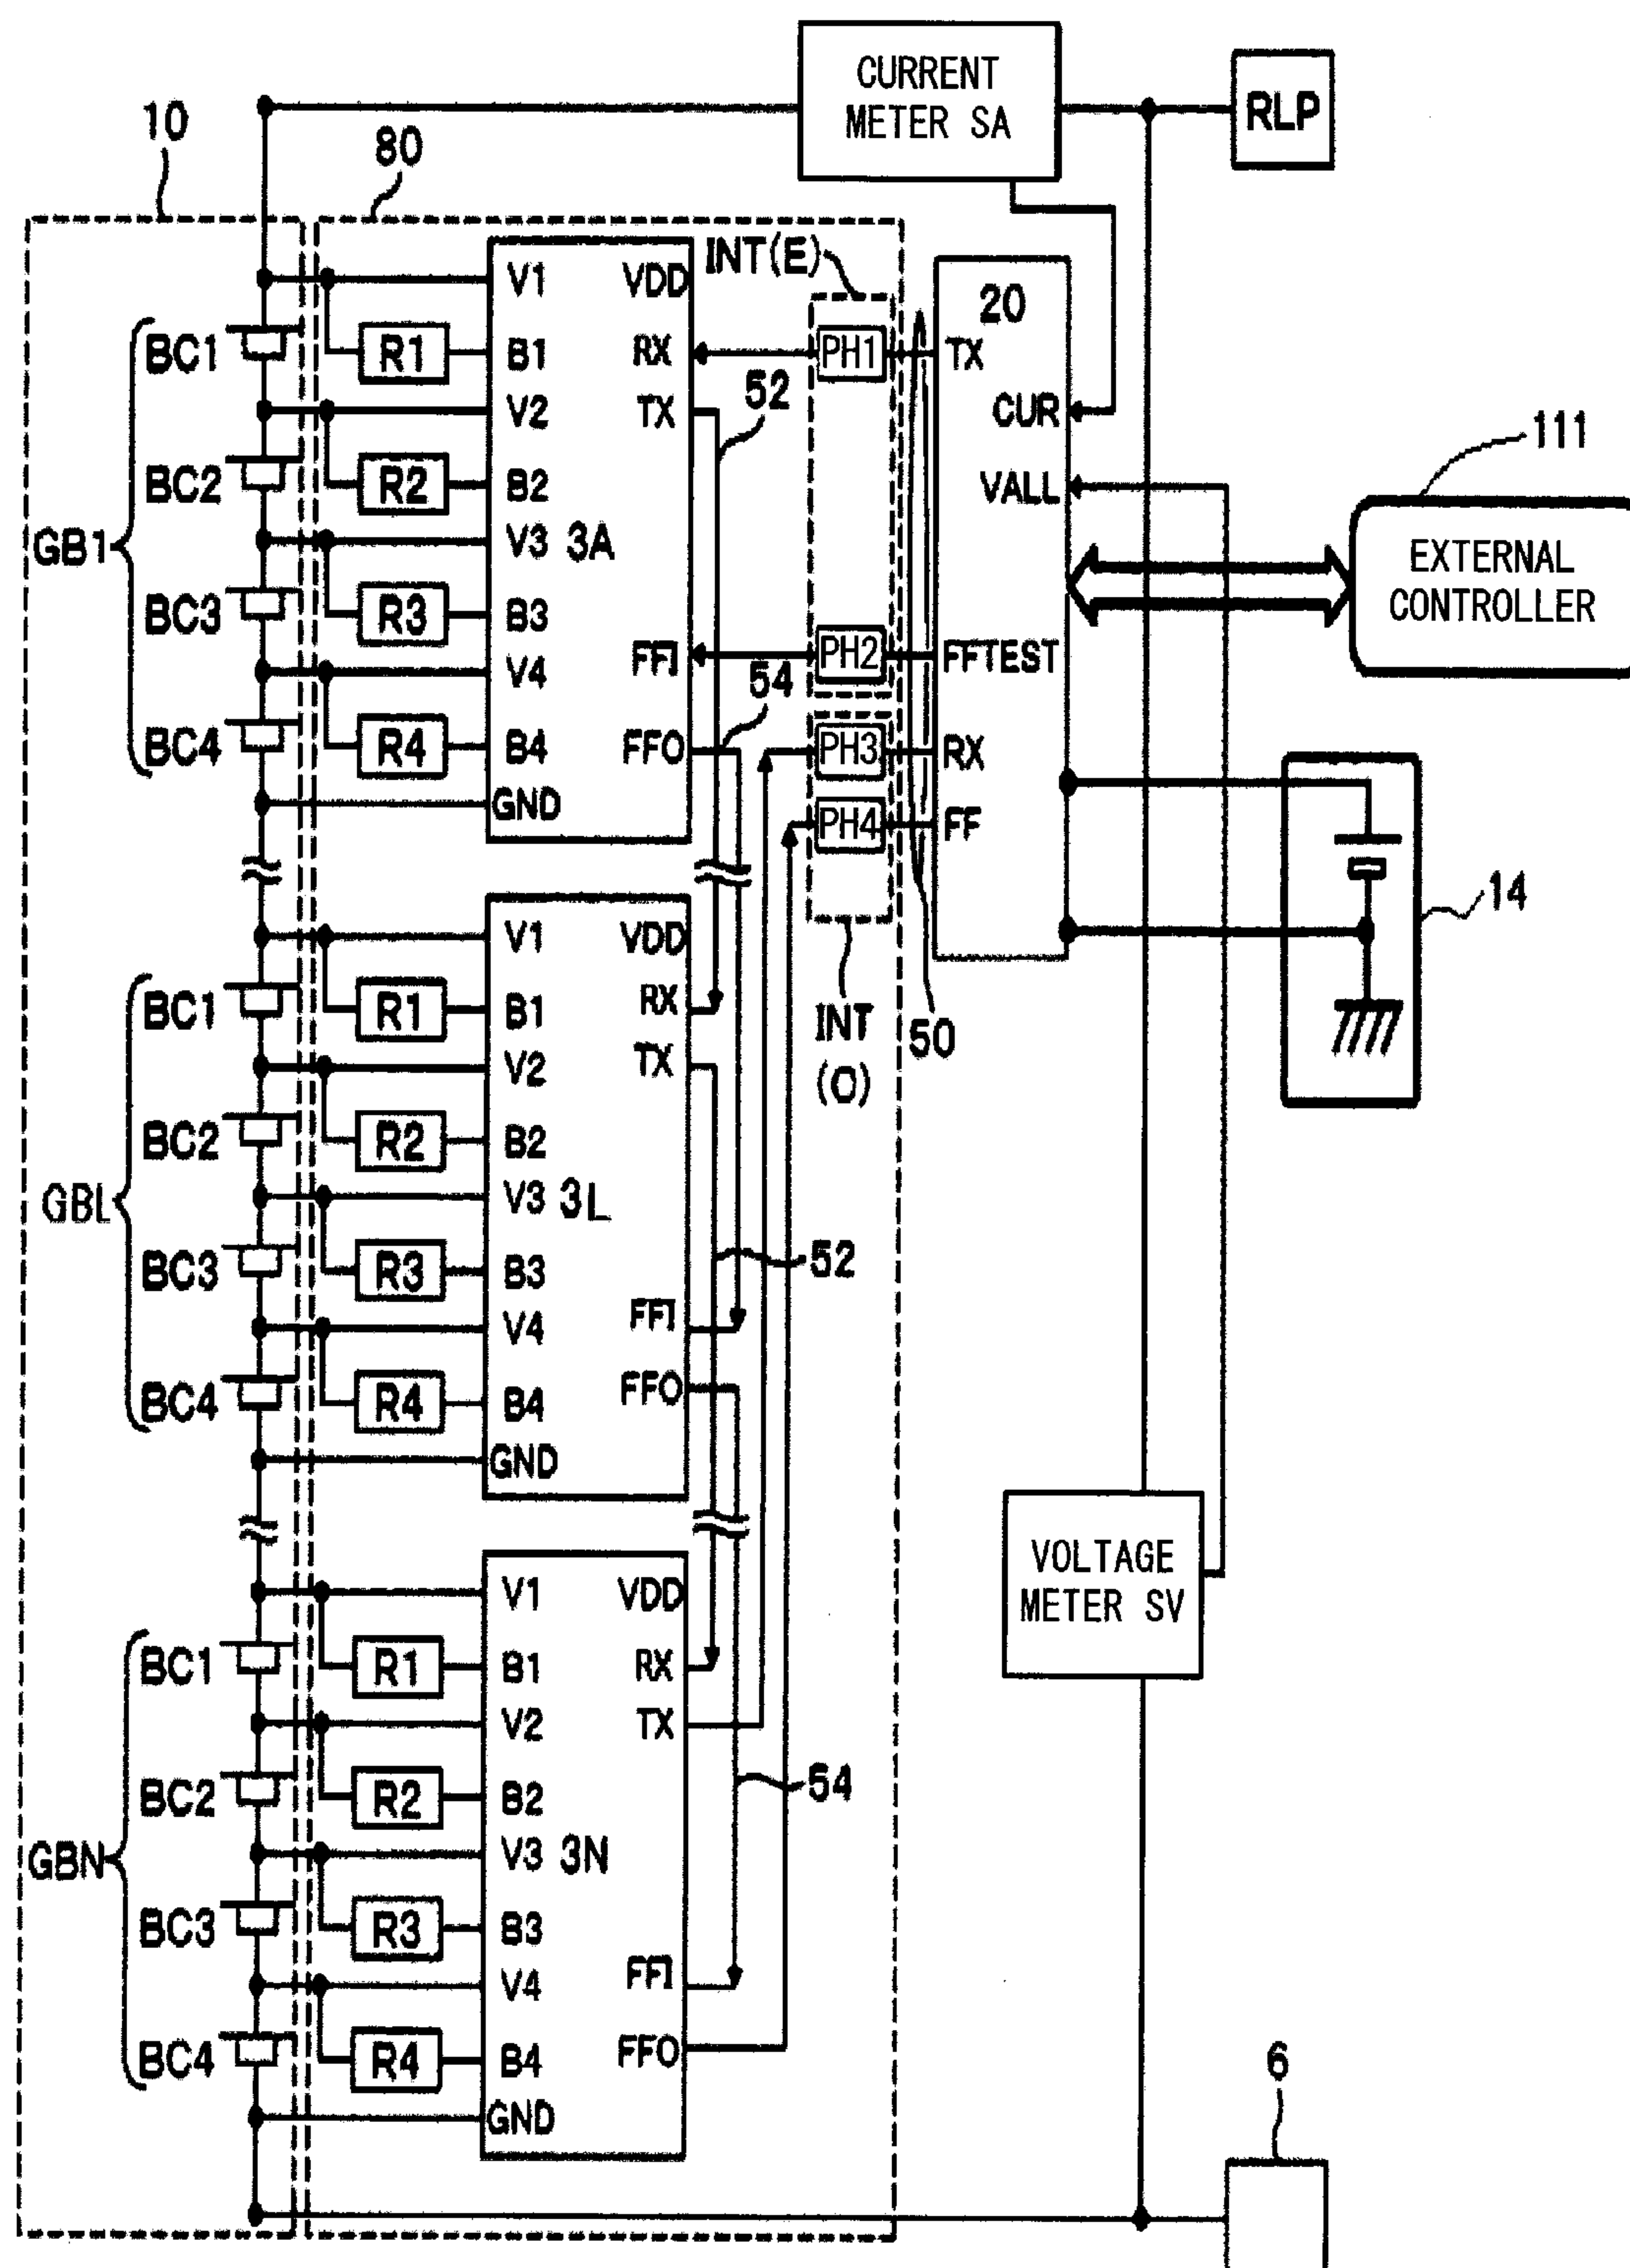 CURRENT
METER SA
RLP
10
80
INT(E)
V1
VDD
20
BC1
R1
B1
RX
PH1
TX
52
V2
TX
CUR
111
BC2
R2
B2
VALL
GB1
V3
3A
EXTERNAL
CONTROLLER
BC3
R3
B3
V4
FFI
PH2
FFTEST
54
BC4
R4
B4
FFO
PH3
RX
GND
PH4
FF
14
V1
VDD
BC1
R1
B1
RX
INT
(O)
50
V2
TX
BC2
R2
B2
GBL
V3
3L
52
BC3
R3
B3
V4
FFI
BC4
R4
B4
FFO
GND
VOLTAGE
METER SV
V1
VDD
BC1
R1
B1
RX
V2
TX
BC2
R2
B2
54
GBN
V3
3N
BC3
R3
B3
V4
FFI
BC4
R4
B4
FFO
6
GND